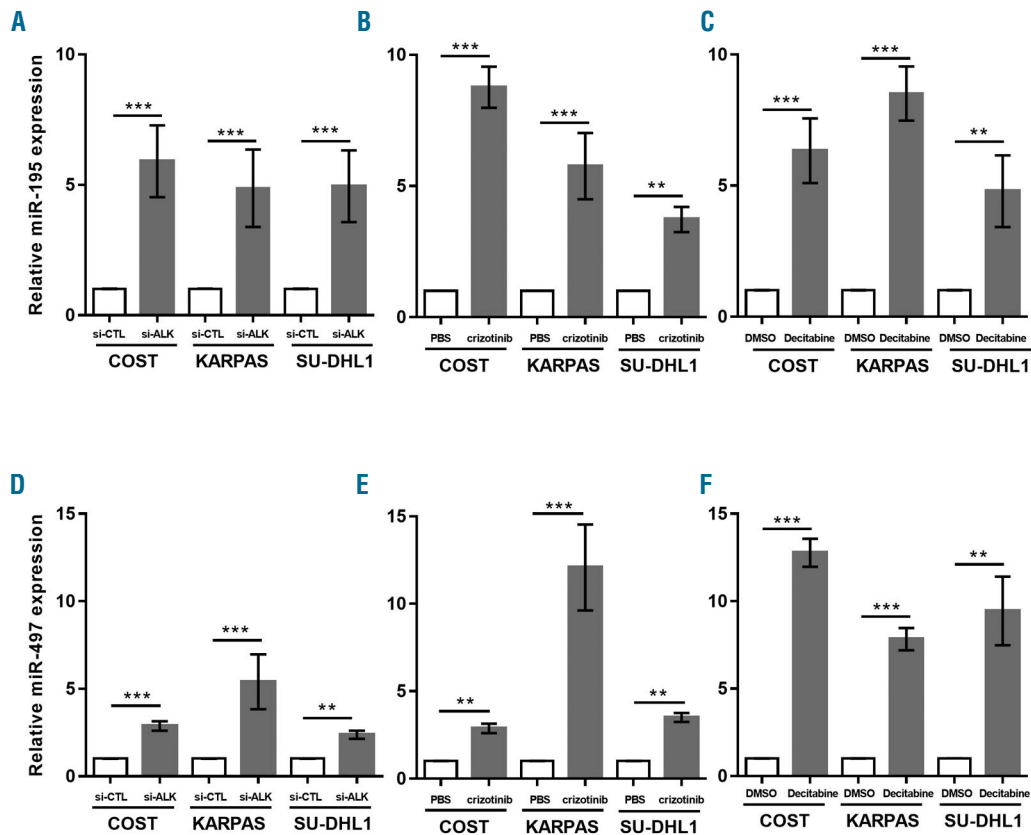 A
Relative miR-195 expression
10
5
0
***
***
***
si-CTL si-ALK si-CTL si-ALK si-CTL si-ALK
COST KARPAS SU-DHL1
B
10
5
0
***
***
**
PBS crizotinib PBS crizotinib PBS crizotinib
COST KARPAS SU-DHL1
C
10
5
0
***
***
**
DMSO Decitabine DMSO Decitabine DMSO Decitabine
COST KARPAS SU-DHL1
D
Relative miR-497 expression
15
10
5
0
***
***
**
si-CTL si-ALK si-CTL si-ALK si-CTL si-ALK
COST KARPAS SU-DHL1
E
15
10
5
0
**
***
**
PBS crizotinib PBS crizotinib PBS crizotinib
COST KARPAS SU-DHL1
F
15
10
5
0
***
***
**
DMSO Decitabine DMSO Decitabine DMSO Decitabine
COST KARPAS SU-DHL1